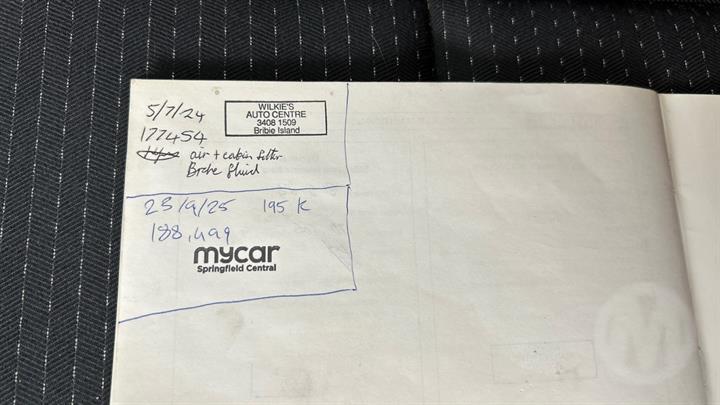 5/7/24
WILKIE'S
AUTO CENTRE
3408 1509
Bribie Island
177454
air + cabin filter
Brake fluid
23/9/25 195 K
188,499
mycar
Springfield Central